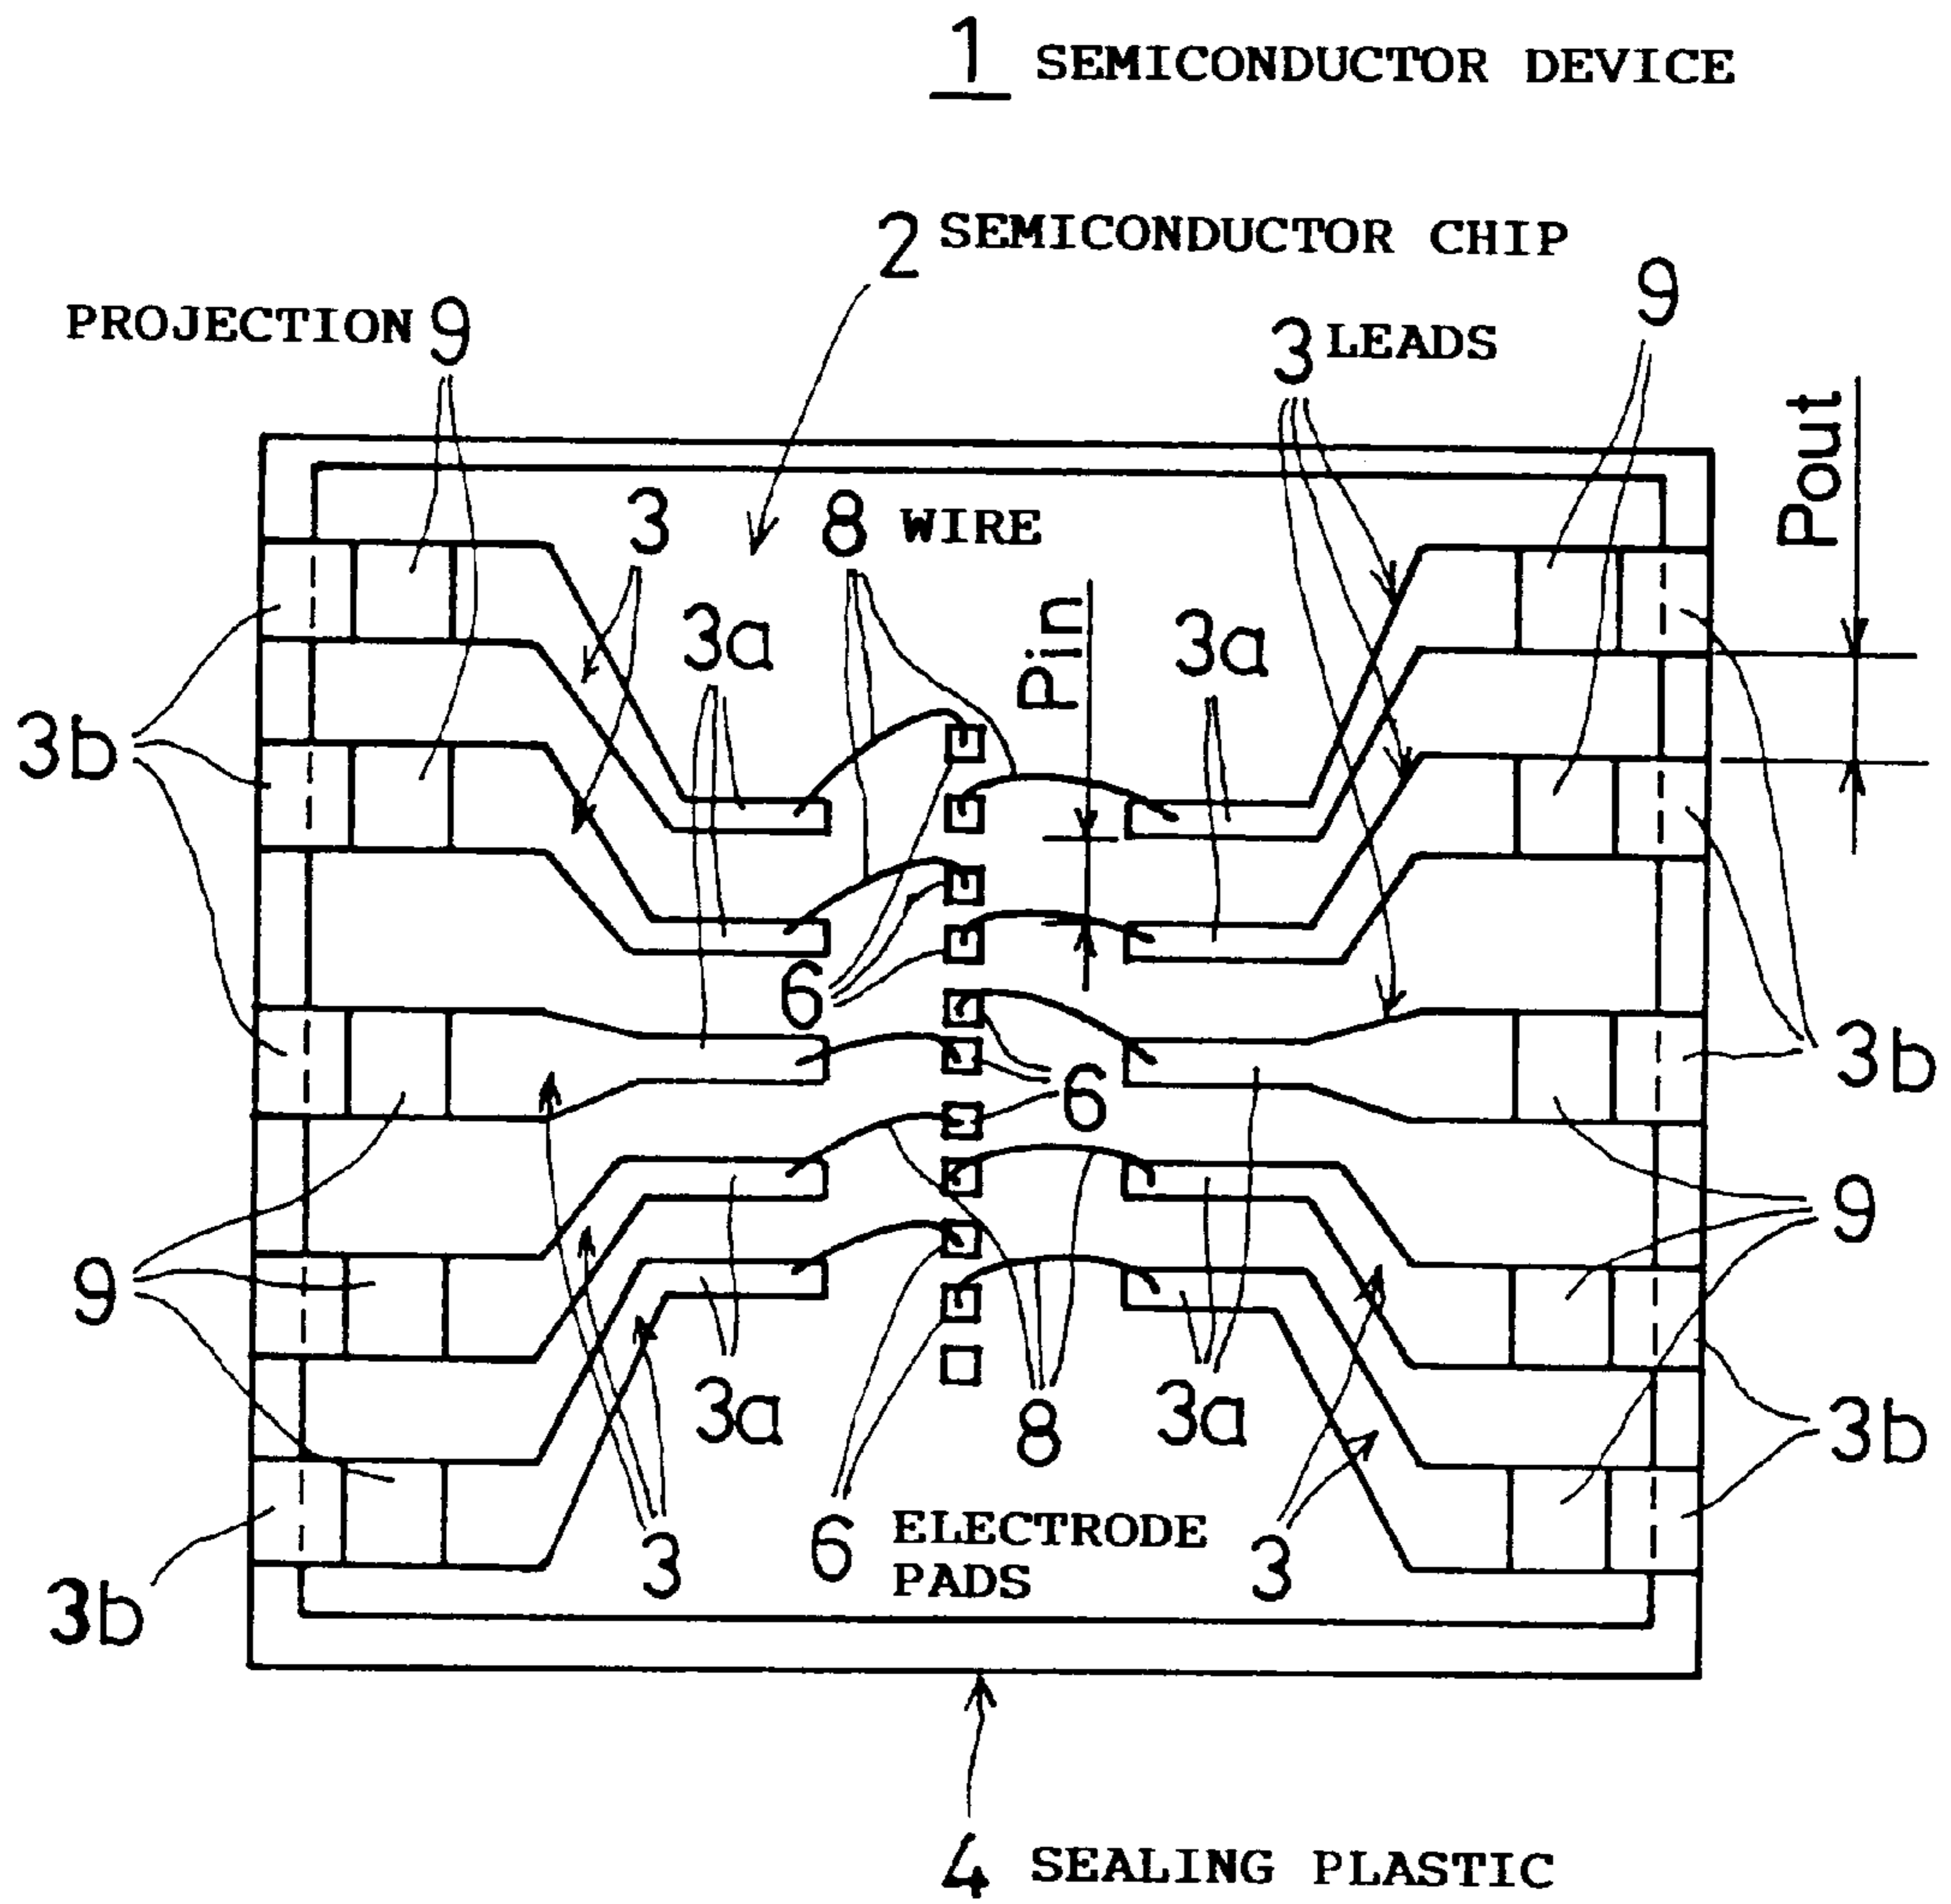 1 SEMICONDUCTOR DEVICE
2 SEMICONDUCTOR CHIP
PROJECTION 9
3 LEADS
9
Pout
3
8 WIRE
3a
Pin
3a
3b
6
6
3b
9
9
3a
8
3a
3b
6 ELECTRODE
PADS
3
3
3b
4 SEALING PLASTIC